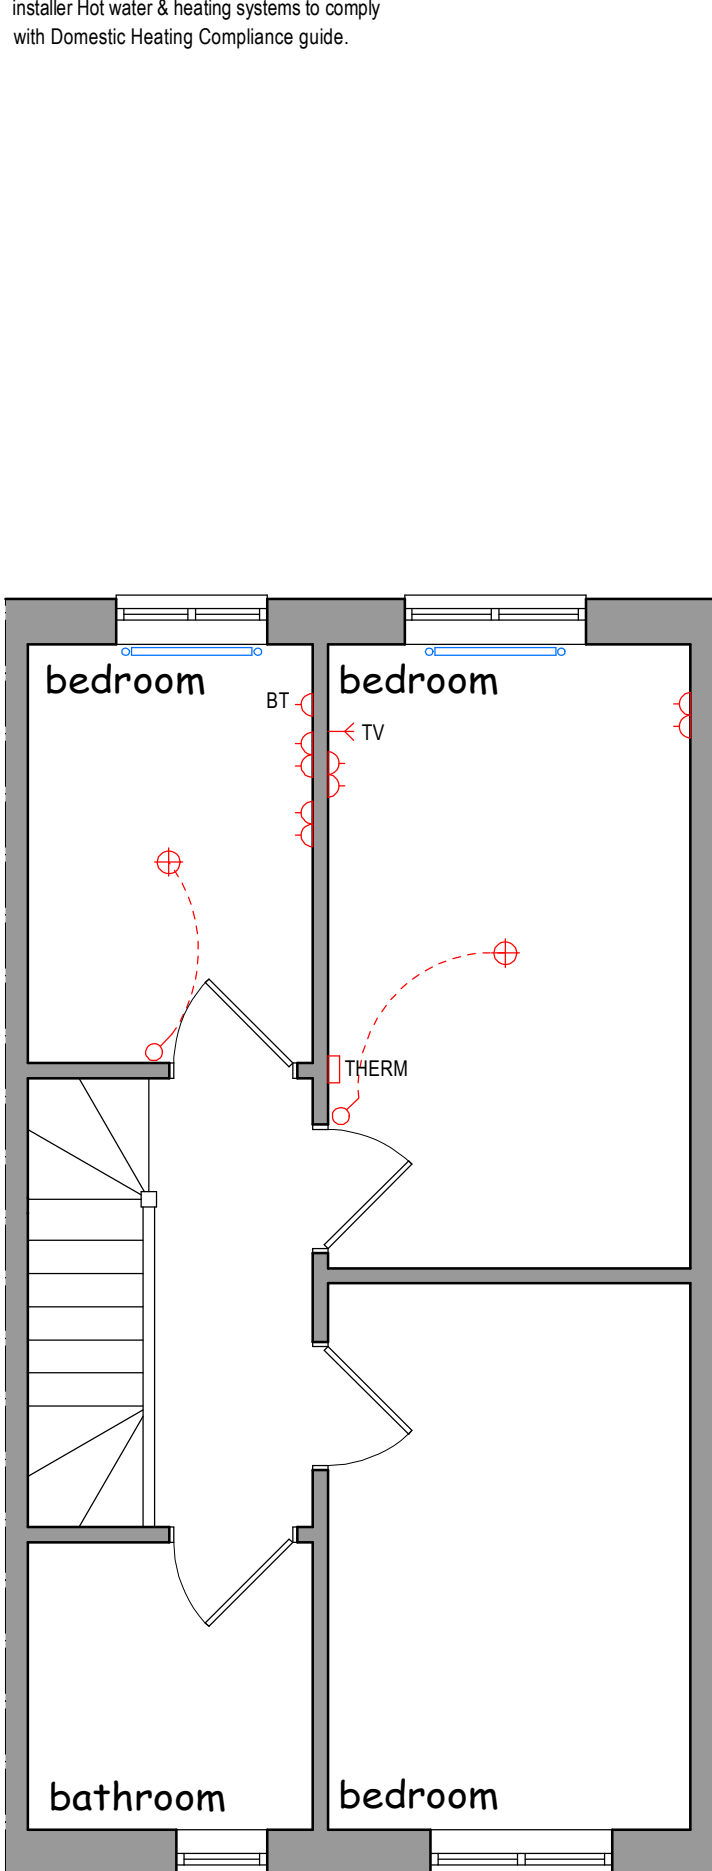 installer Hot water & heating systems to comply
with Domestic Heating Compliance guide.
bedroom
bedroom
BT
TV
THERM
bathroom
bedroom